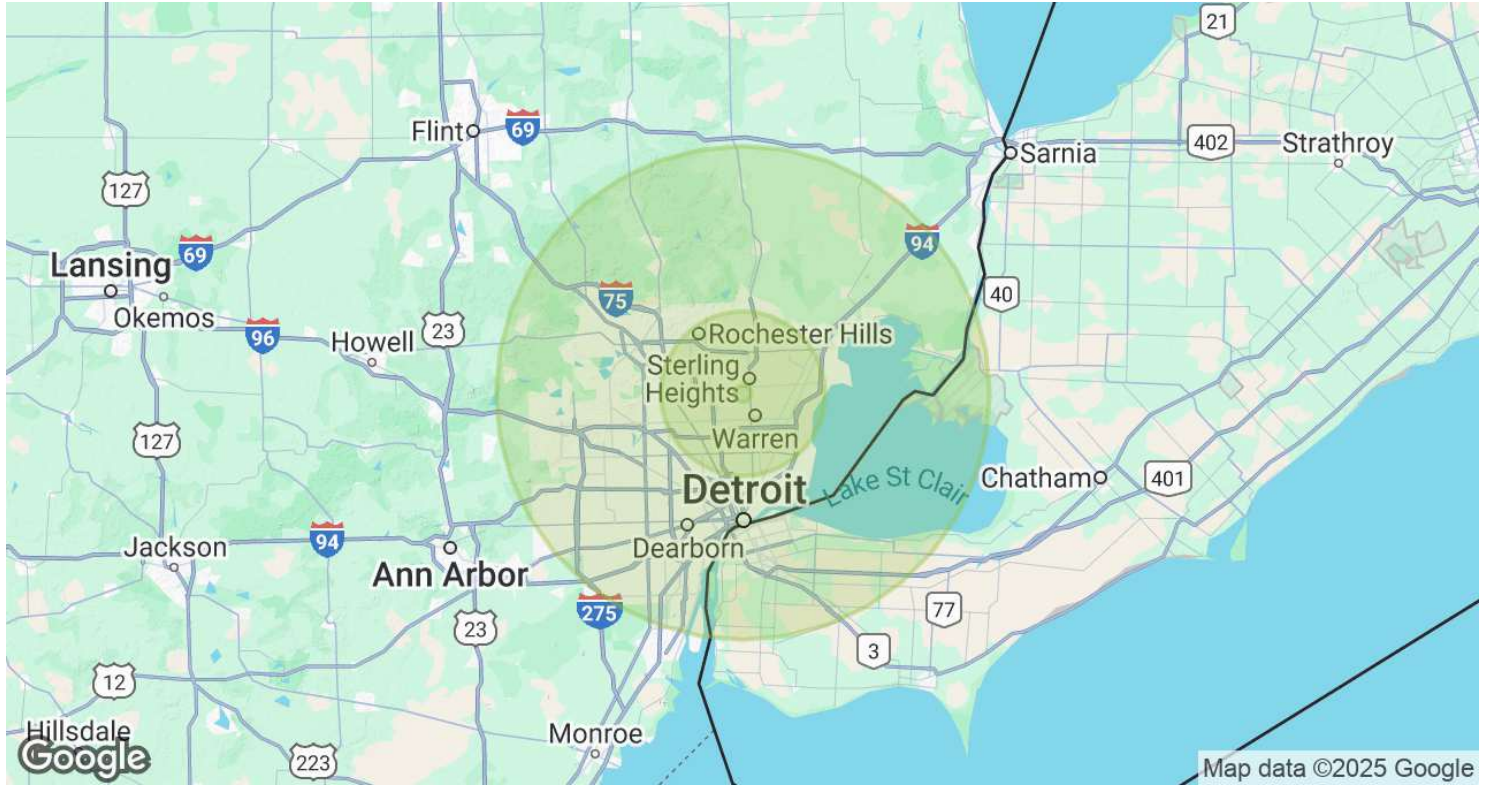 21
Flint
69
402
Strathroy
Sarnia
127
94
69
Lansing
Okemos
75
40
96
Howell
23
Rochester Hills
Sterling
Heights
Warren
127
Detroit
Lake St Clair
Chatham
401
Dearborn
94
Jackson
Ann Arbor
275
77
23
3
12
Hillsdale
Monroe
223
Google
Map data ©2025 Google